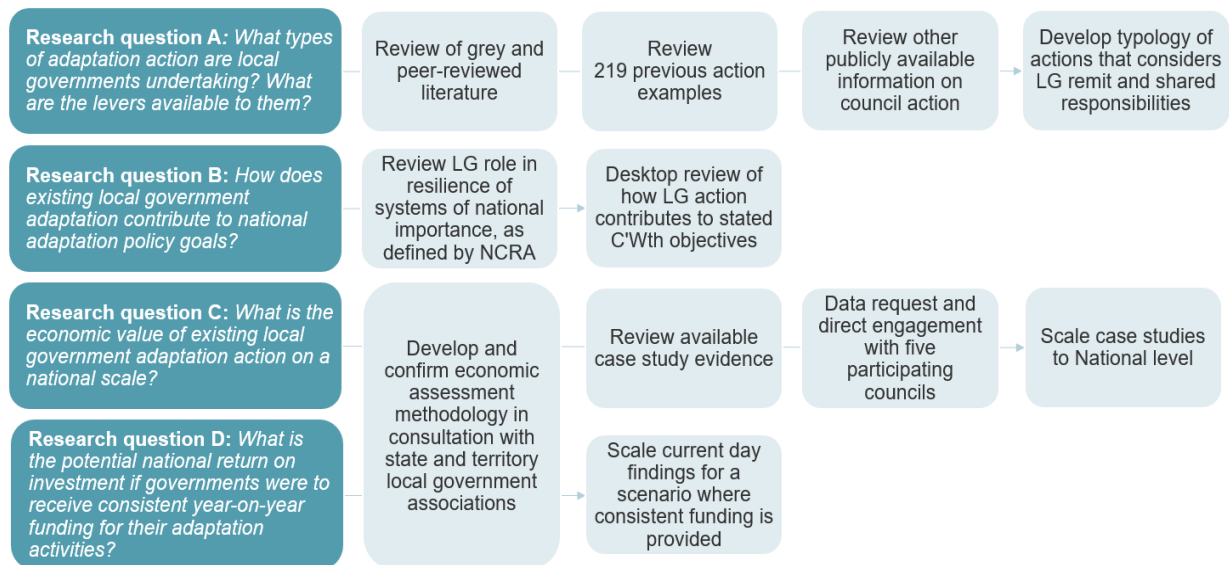 Research question A: What types
of adaptation action are local
governments undertaking? What
are the levers available to them?
Review of grey and
peer-reviewed
literature
Review
219 previous action
examples
Review other
publicly available
information on
council action
Develop typology of
actions that considers
LG remit and shared
responsibilities
Research question B: How does
existing local government
adaptation contribute to national
adaptation policy goals?
Review LG role in
resilience of
systems of national
importance, as
defined by NCRA
Desktop review of
how LG action
contributes to stated
C'Wth objectives
Research question C: What is the
economic value of existing local
government adaptation action on a
national scale?
Develop and
confirm economic
assessment
methodology in
consultation with
state and territory
local government
associations
Review available
case study evidence
Data request and
direct engagement
with five
participating
councils
Scale case studies
to National level
Research question D: What is
the potential national return on
investment if governments were to
receive consistent year-on-year
funding for their adaptation
activities?
Scale current day
findings for a
scenario where
consistent funding is
provided